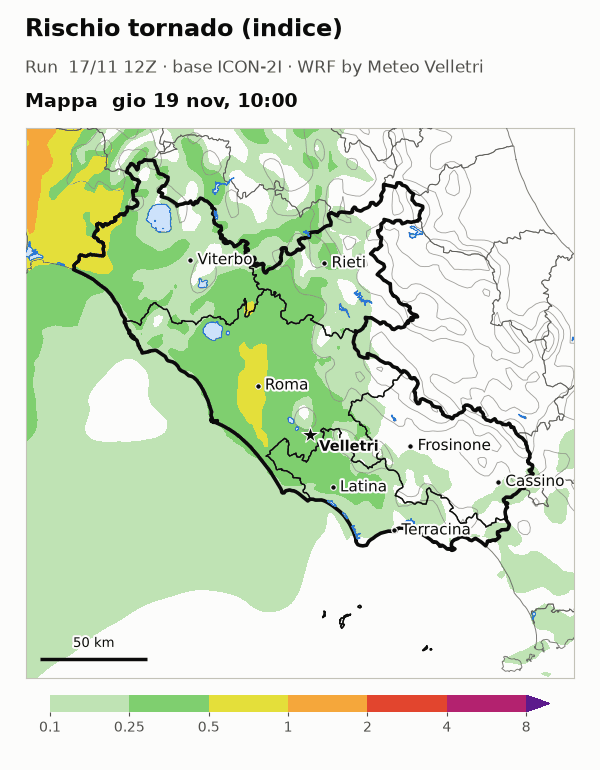 Rischio tornado (indice)
Run  17/11 12Z · base ICON-2I · WRF by Meteo Velletri
Mappa  gio 19 nov, 10:00
Viterbo
Rieti
Roma
Velletri
Frosinone
Latina
Cassino
Terracina
50 km
0.1 0.25 0.5 1 2 4 8